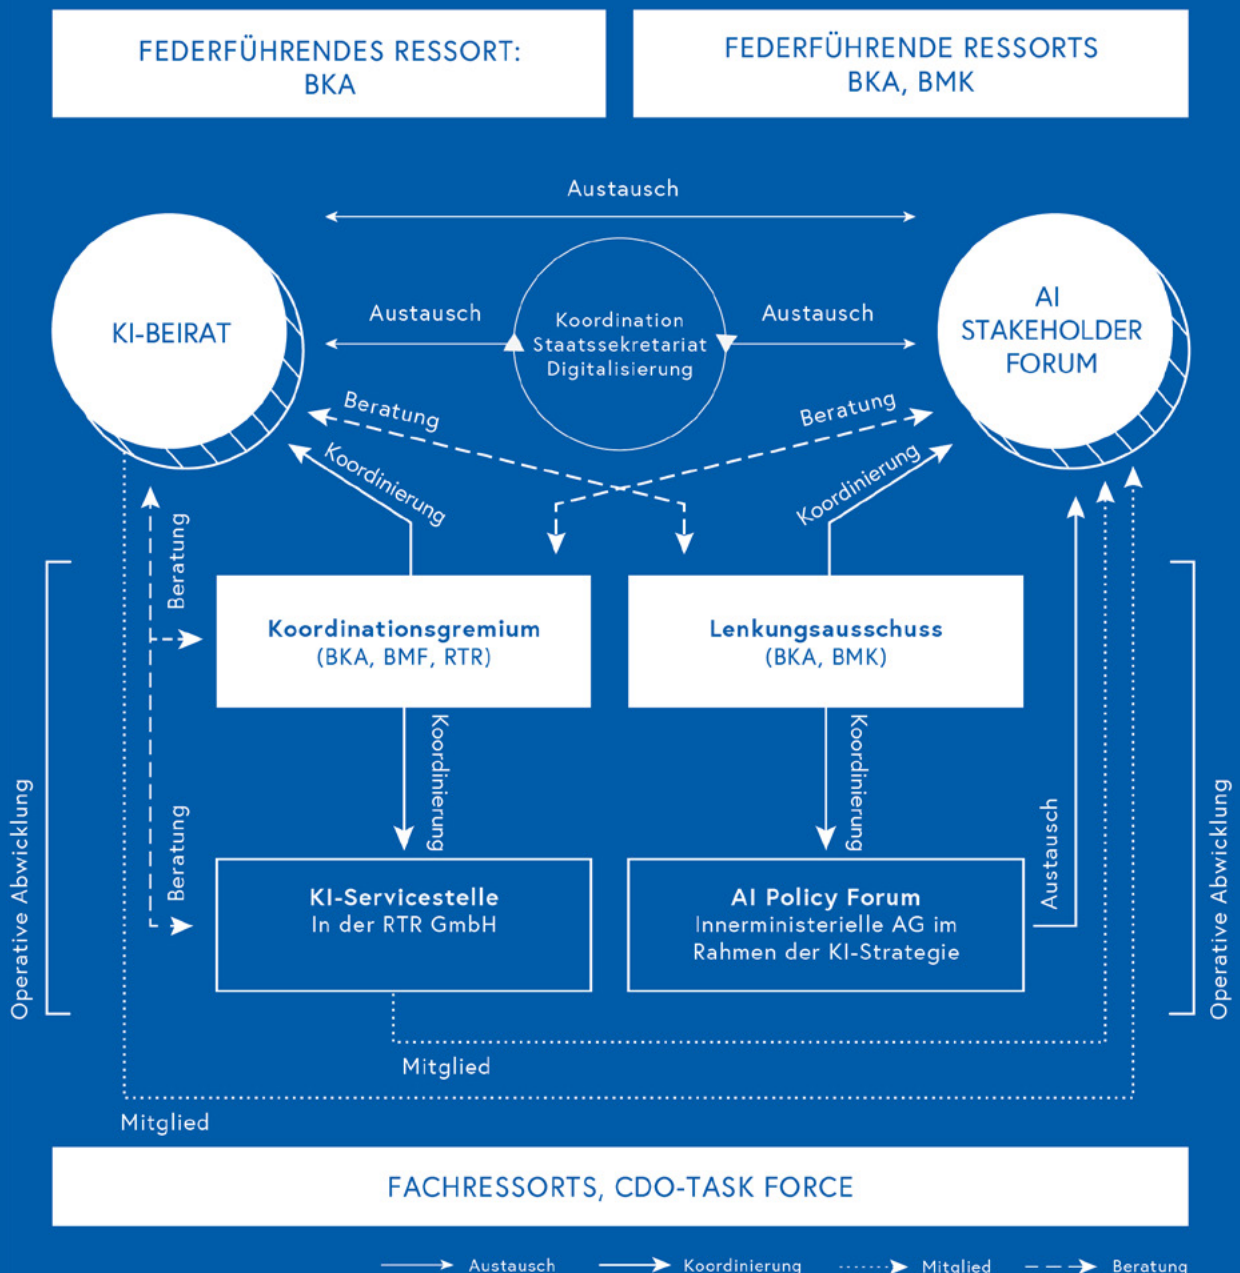 FEDERFÜHRENDES RESSORT:
BKA
FEDERFÜHRENDE RESSORTS
BKA, BMK
Austausch
KI-BEIRAT
Austausch
Koordination
Staatssekretariat
Digitalisierung
Austausch
AI
STAKEHOLDER
FORUM
Beratung
Beratung
Koordinierung
Koordinierung
Beratung
Koordinationsgremium
(BKA, BMF, RTR)
Lenkungsausschuss
(BKA, BMK)
Koordinierung
Koordinierung
Operative Abwicklung
Beratung
Austausch
Operative Abwicklung
KI-Servicestelle
In der RTR GmbH
AI Policy Forum
Innerministerielle AG im
Rahmen der KI-Strategie
Mitglied
Mitglied
FACHRESSORTS, CDO-TASK FORCE
Austausch
Koordinierung
Mitglied
Beratung